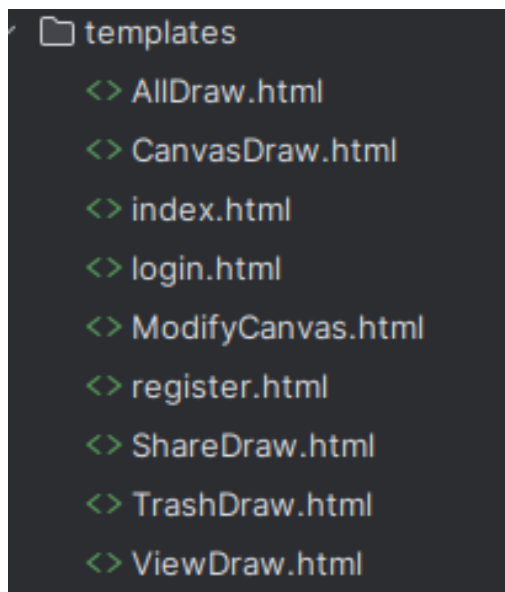 templates
<> AllDraw.html
<> CanvasDraw.html
<> index.html
<> login.html
<> ModifyCanvas.html
<> register.html
<> ShareDraw.html
<> TrashDraw.html
<> ViewDraw.html